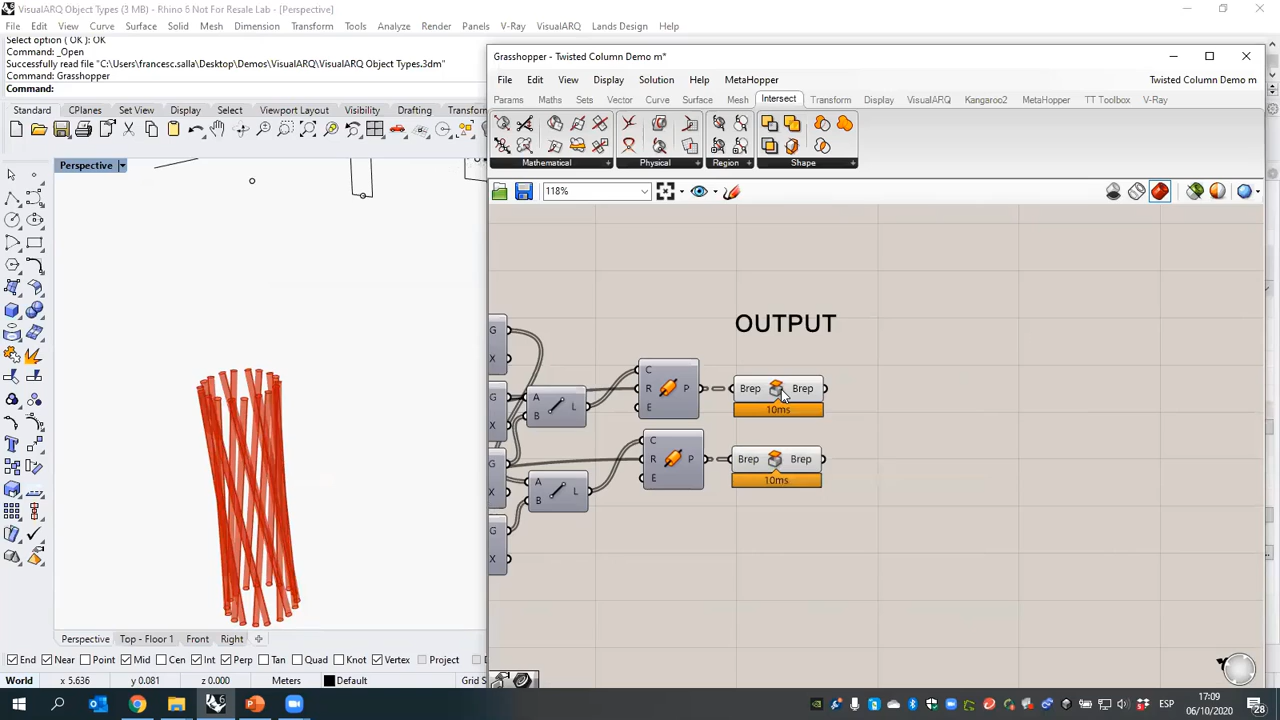 VisualARQ Object Types (3 MB) - Rhino 6 Not For Resale Lab - [Perspective]
File Edit View Curve Surface Solid Mesh Dimension Transform Tools Analyze Render Panels V-Ray VisualARQ Lands Design Help
Select option ( OK ): OK
Command: _Open
Successfully read file "C:\Users\francesc.salla\Desktop\Demos\VisualARQ\VisualARQ Object Types.3dm"
Command: Grasshopper
Command:
Standard CPlanes Set View Display Select Viewport Layout Visibility Drafting Transform
Perspective
Grasshopper - Twisted Column Demo m*
File Edit View Display Solution Help MetaHopper Twisted Column Demo m
Params Maths Sets Vector Curve Surface Mesh Intersect Transform Display VisualARQ Kangaroo2 MetaHopper TT Toolbox V-Ray
Mathematical Physical Region Shape
118%
OUTPUT
G
X
G
X
G
X
G
X
A
B
L
C
R
E
P
Brep Brep
10ms
A
B
L
C
R
E
P
Brep Brep
10ms
Perspective Top - Floor 1 Front Right
End Near Point Mid Cen Int Perp Tan Quad Knot Vertex Project
World x 5.636 y 0.081 z 0.000 Meters Default Grid S
ESP
17:09
06/10/2020
28